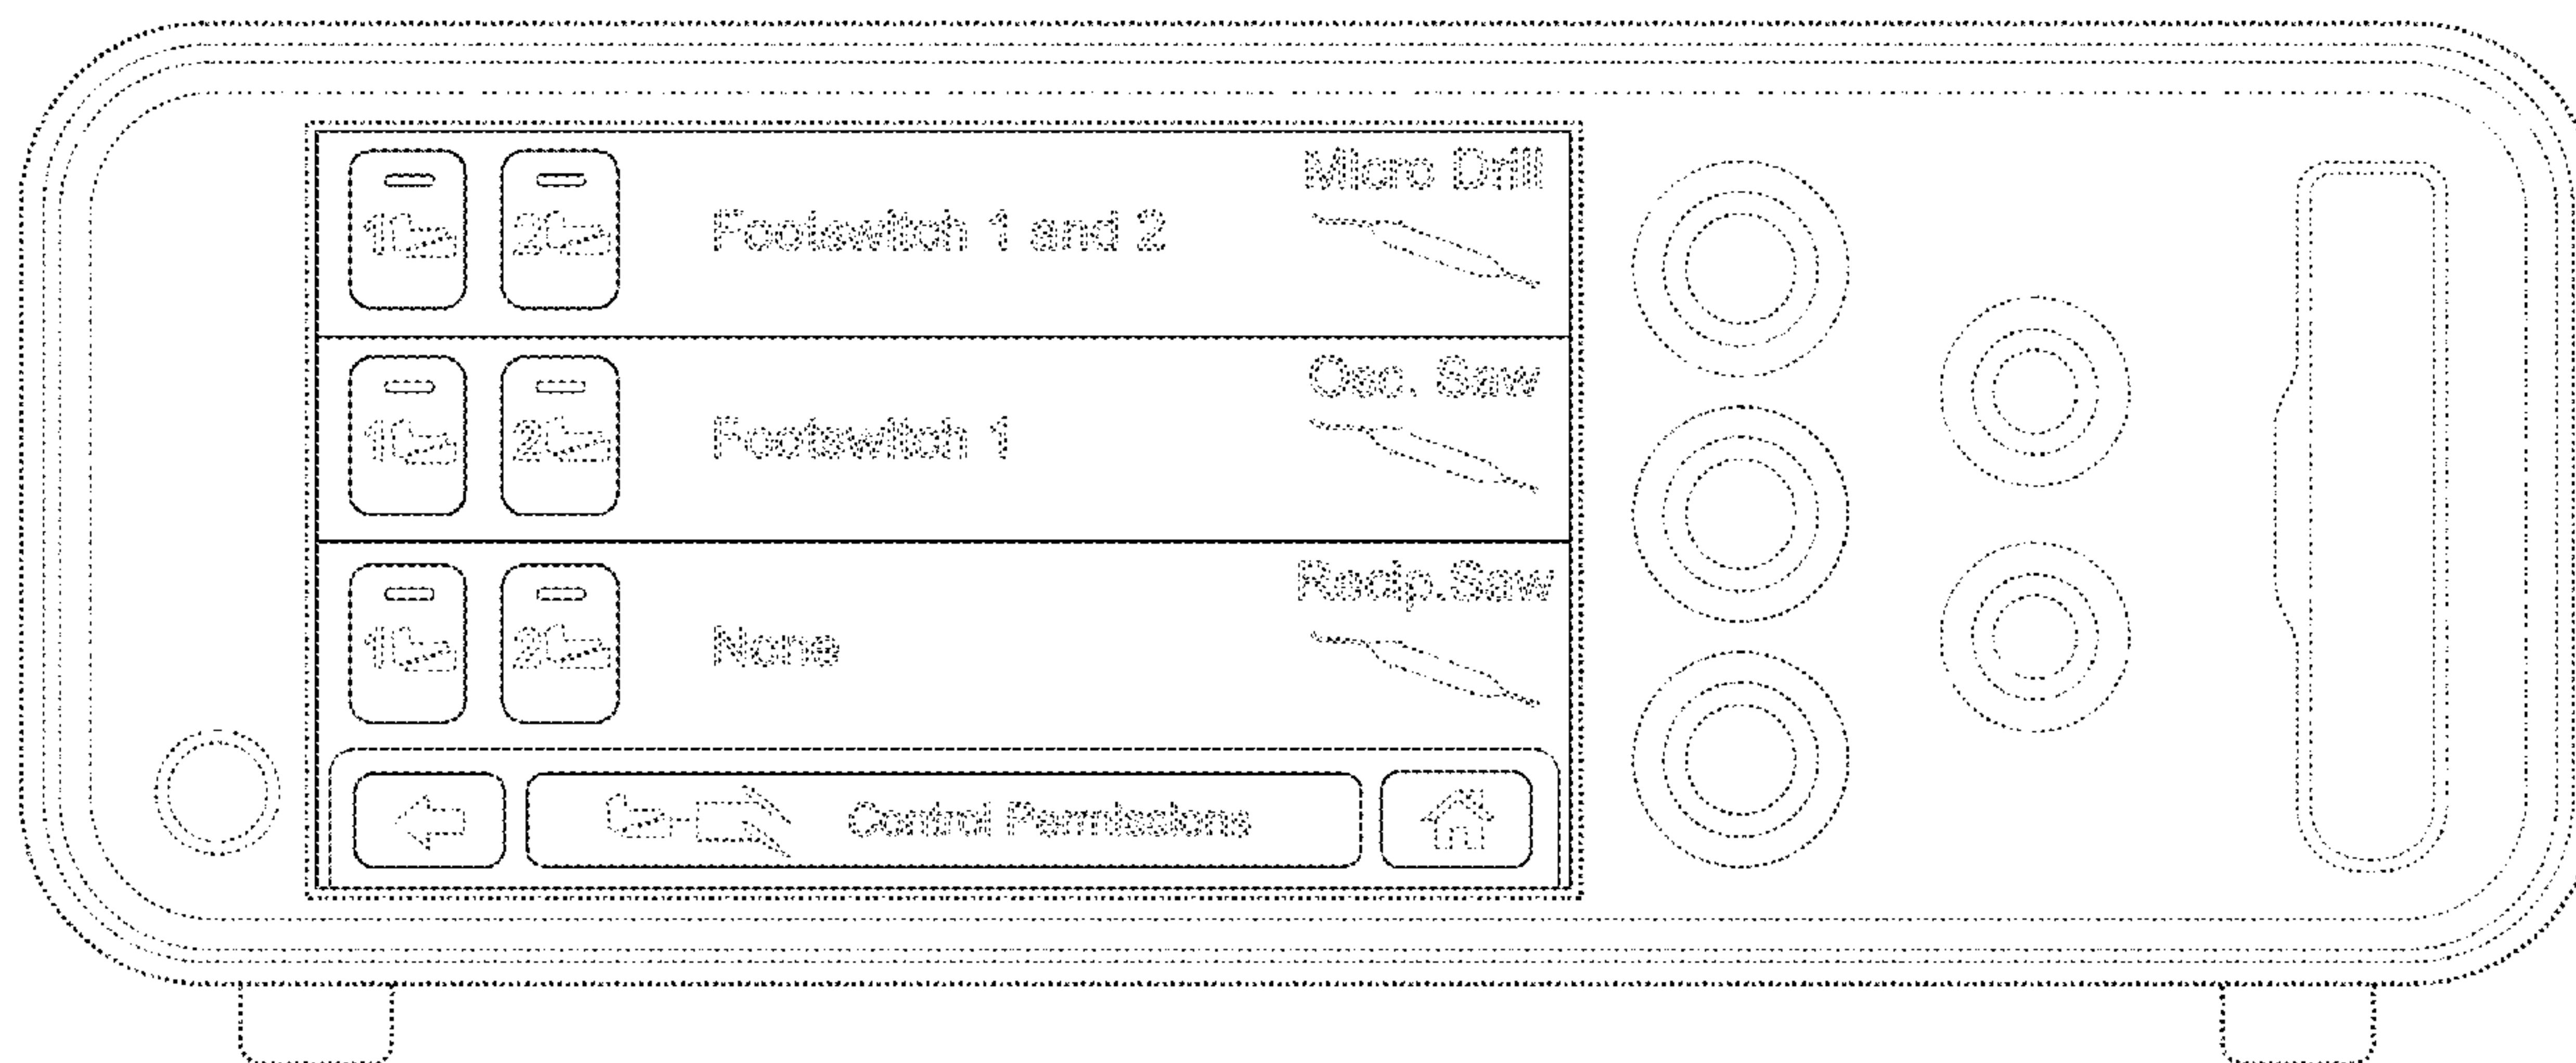 Micro Drill
1 2 Footswitch 1 and 2
Osc. Saw
1 2 Footswitch 1
Recip.Saw
1 2 None
Control Permissions